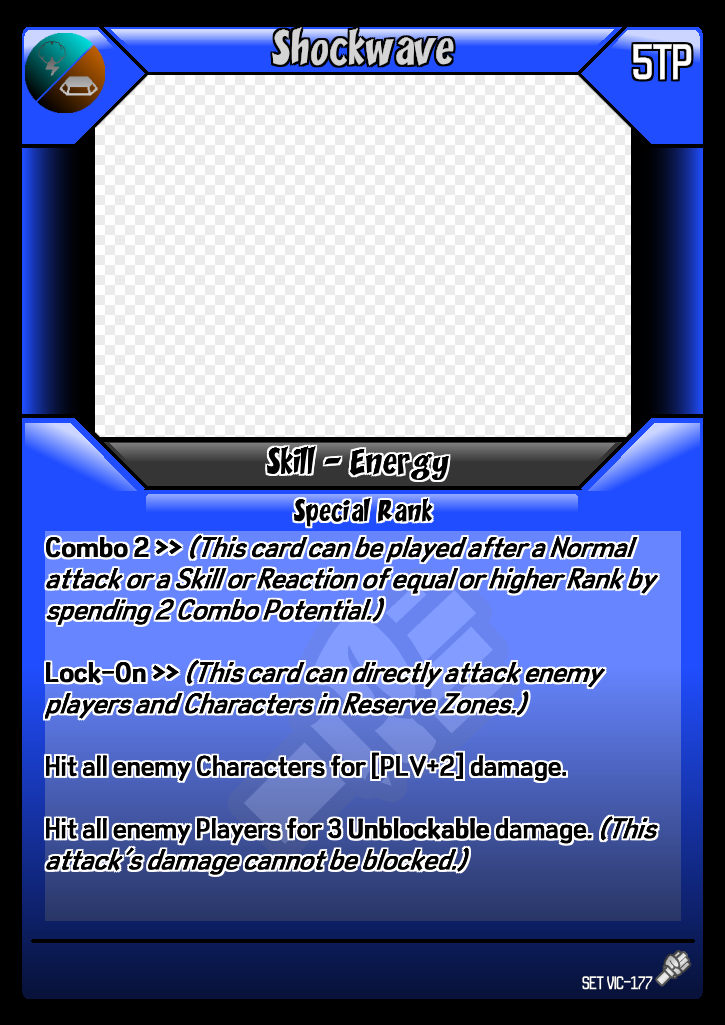 Shockwave
5TP
Skill - Energy
Special Rank
Combo 2 >> (This card can be played after a Normal
attack or a Skill or Reaction of equal or higher Rank by
spending 2 Combo Potential.)
Lock-On >> (This card can directly attack enemy
players and Characters in Reserve Zones.)
Hit all enemy Characters for [PLV+2] damage.
Hit all enemy Players for 3 Unblockable damage. (This
attack's damage cannot be blocked.)
SET VIC-177